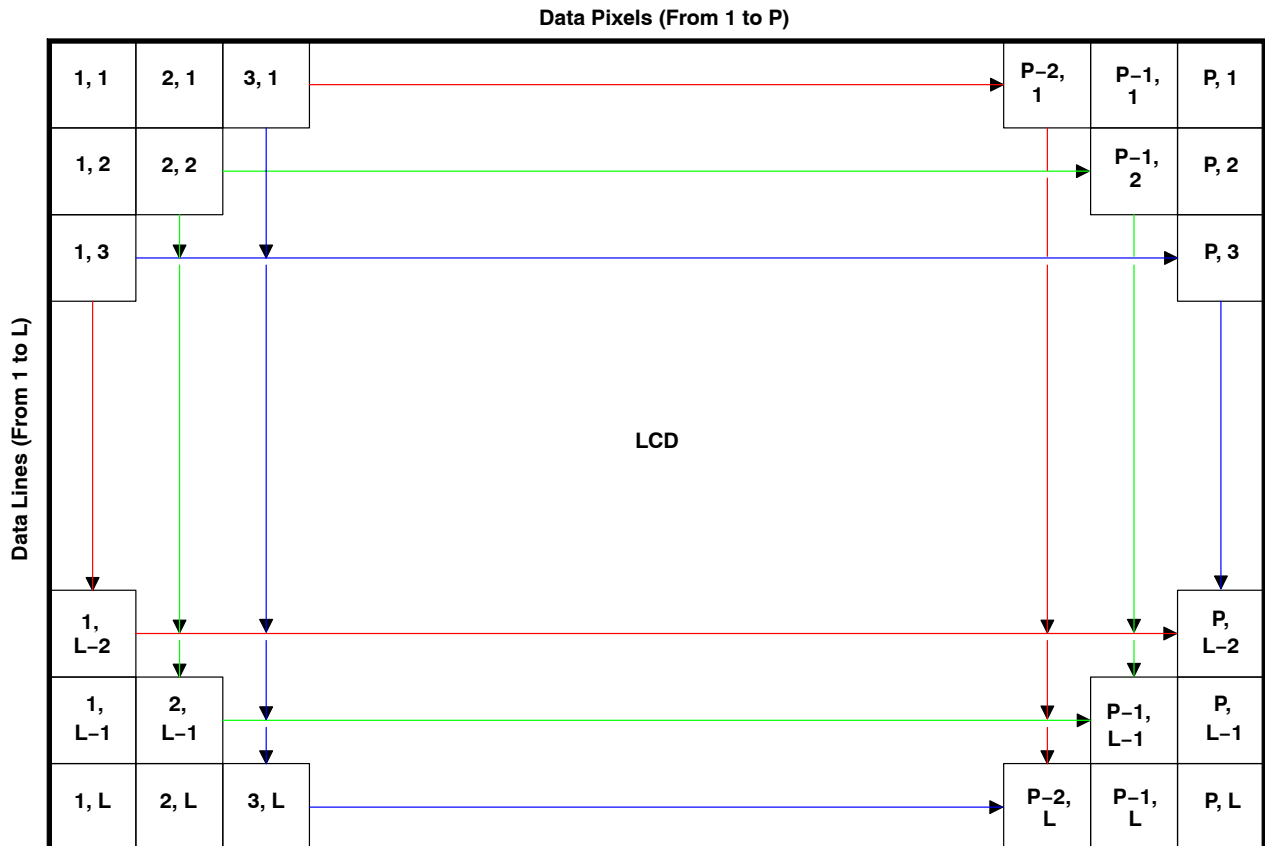 Data Pixels (From 1 to P)
1, 1
2, 1
3, 1
P−2,
1
P−1,
1
P, 1
1, 2
2, 2
P−1,
2
P, 2
1, 3
P, 3
Data Lines (From 1 to L)
LCD
1,
L−2
P,
L−2
1,
L−1
2,
L−1
P−1,
L−1
P,
L−1
1, L
2, L
3, L
P−2,
L
P−1,
L
P, L